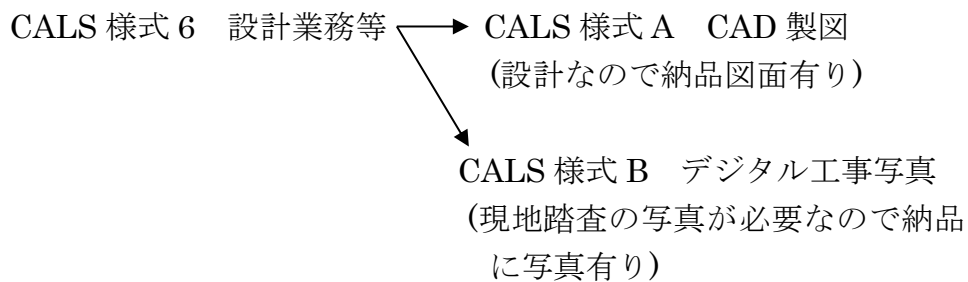 CALS 様式 6　設計業務等　CALS 様式 A　CAD 製図
(設計なので納品図面有り)
CALS 様式 B　デジタル工事写真
(現地踏査の写真が必要なので納品
に写真有り)